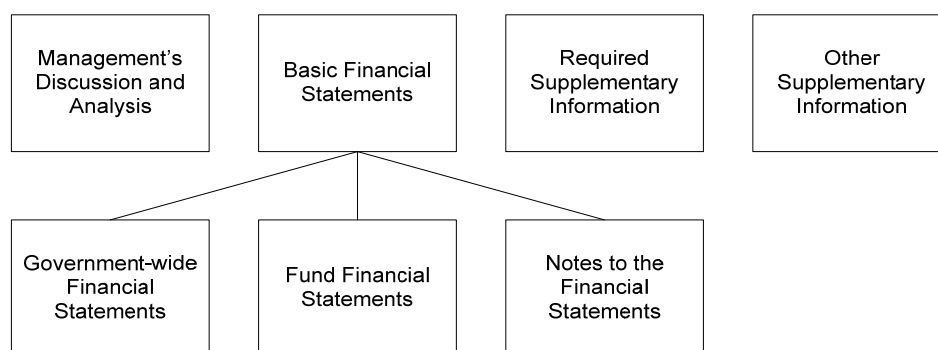 Management's
Discussion and
Analysis
Basic Financial
Statements
Required
Supplementary
Information
Other
Supplementary
Information
Government-wide
Financial
Statements
Fund Financial
Statements
Notes to the
Financial
Statements